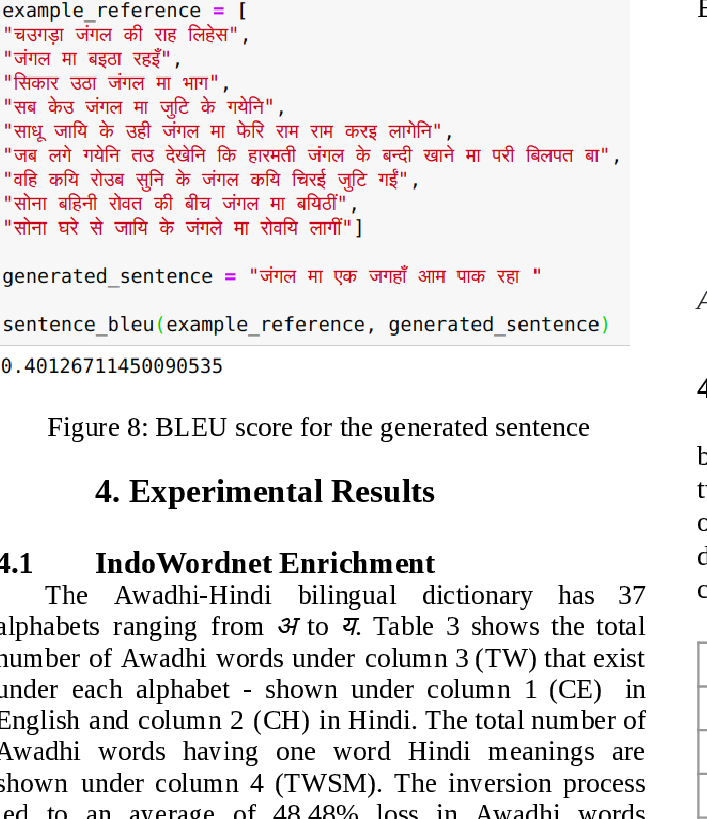 example_reference = [
"चउगड़ा जंगल की राह लिहेस",
"जंगल मा बइठा रहइँ",
"सिकार उठा जंगल मा भाग",
"सब केउ जंगल मा जुटि के गयेनि",
"साधू जायि के उही जंगल मा फेरि राम राम करइ लागेनि",
"जब लगे गयेनि तउ देखेनि कि हारमती जंगल के बन्दी खाने मा परी बिलपत बा",
"वहि कयि रोउब सुनि के जंगल कयि चिरई जुटि गईं",
"सोना बहिनी रोवत की बीच जंगल मा बयिठीं",
"सोना घरे से जायि के जंगले मा रोवयि लागीं"]
generated_sentence = "जंगल मा एक जगहाँ आम पाक रहा "
sentence_bleu(example_reference, generated_sentence)
0.40126711450090535
Figure 8: BLEU score for the generated sentence
4. Experimental Results
4.1 IndoWordnet Enrichment
The Awadhi-Hindi bilingual dictionary has 37
alphabets ranging from अ to य. Table 3 shows the total
number of Awadhi words under column 3 (TW) that exist
under each alphabet - shown under column 1 (CE) in
English and column 2 (CH) in Hindi. The total number of
Awadhi words having one word Hindi meanings are
shown under column 4 (TWSM). The inversion process
led to an average of 48.48% loss in Awadhi words